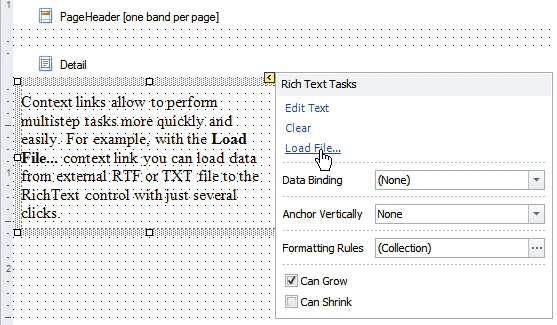 1
PageHeader [one band per page]
Detail
Context links allow to perform
multistep tasks more quickly and
easily. For example, with the Load
File... context link you can load data
from external RTF or TXT file to the
RichText control with just several
clicks.
1
2
Rich Text Tasks
Edit Text
Clear
Load File...
Data Binding (None)
Anchor Vertically None
Formatting Rules (Collection) ...
Can Grow
Can Shrink